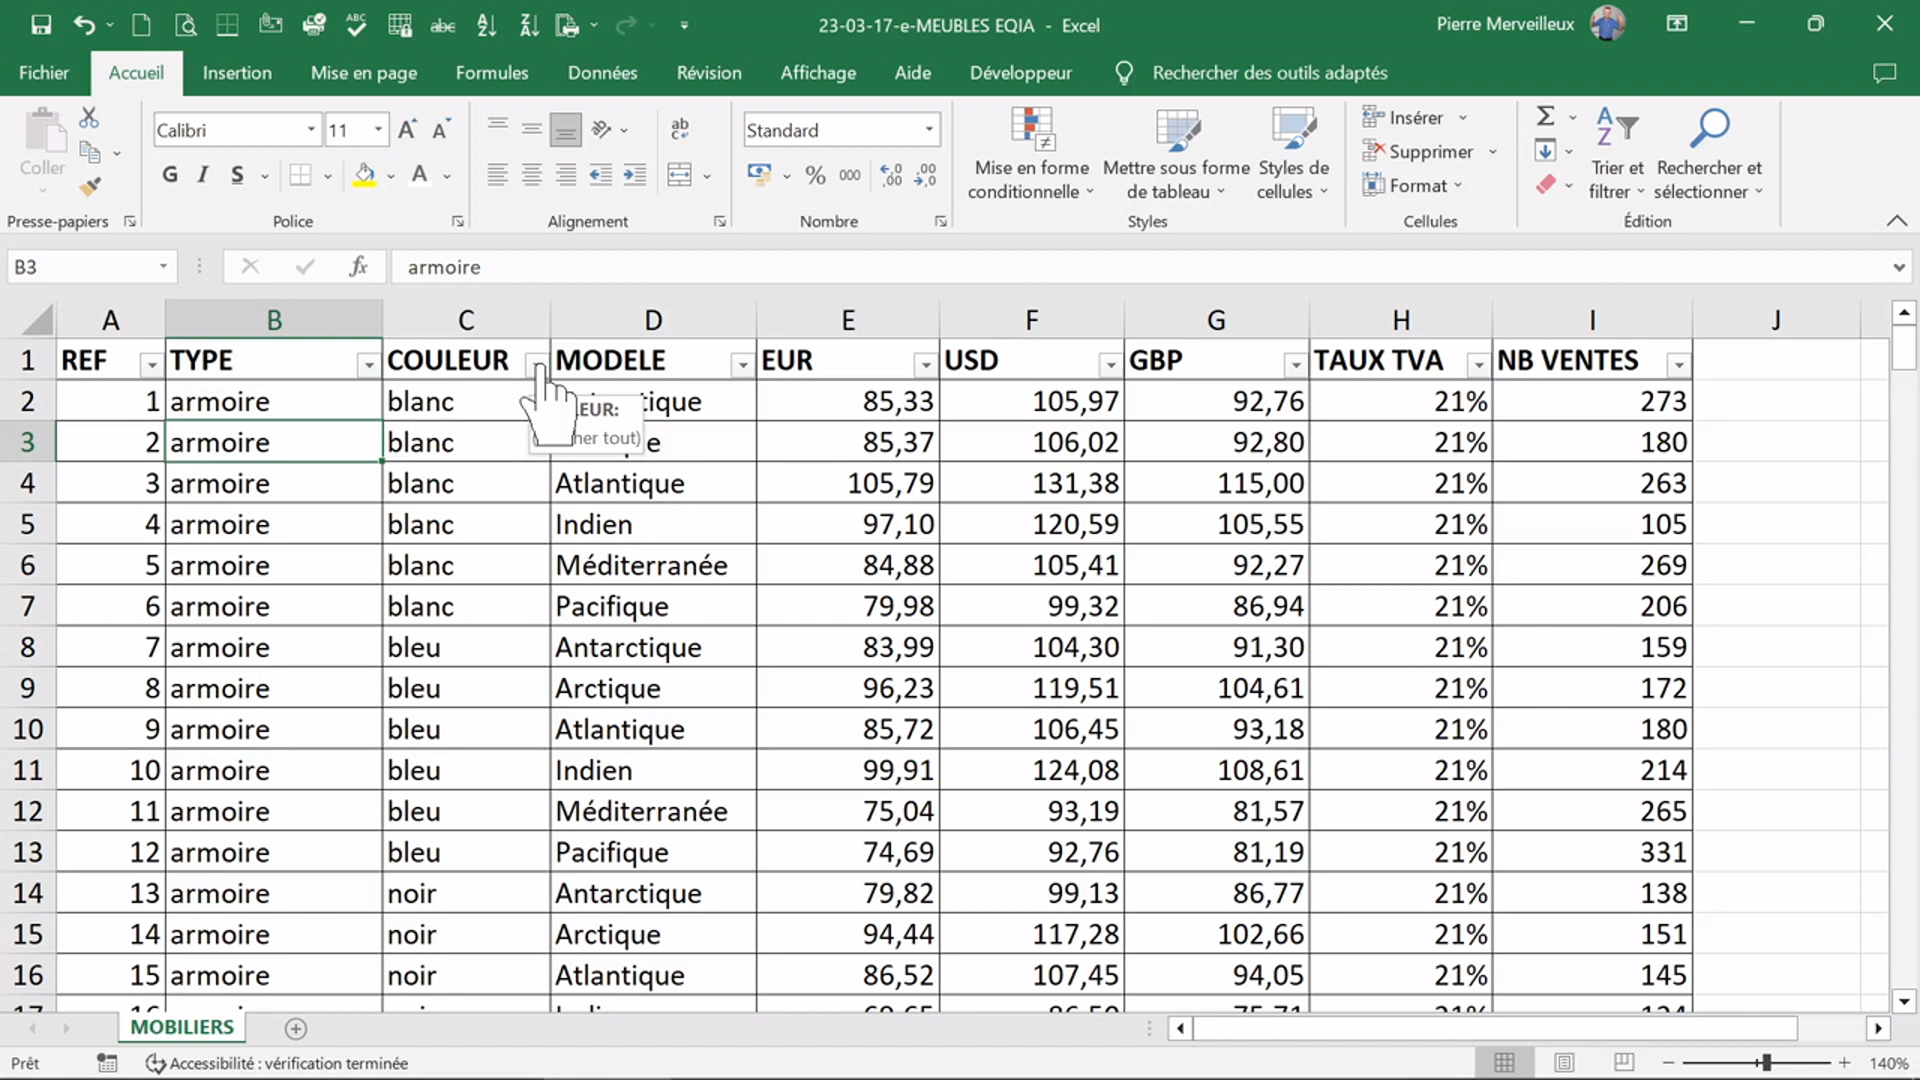 23-03-17-e-MEUBLES EQIA - Excel
Pierre Merveilleux
Fichier Accueil Insertion Mise en page Formules Données Révision Affichage Aide Développeur Rechercher des outils adaptés
Coller
Calibri 11
G I S
Standard
% 000
Mise en forme conditionnelle
Mettre sous forme de tableau
Styles de cellules
Insérer
Supprimer
Format
Trier et filtrer
Rechercher et sélectionner
Presse-papiers Police Alignement Nombre Styles Cellules Édition
B3 fx armoire
A B C D E F G H I J
1 REF TYPE COULEUR MODELE EUR USD GBP TAUX TVA NB VENTES
2 1 armoire blanc tique 85,33 105,97 92,76 21% 273
EUR:
her tout)
3 2 armoire blanc e 85,37 106,02 92,80 21% 180
4 3 armoire blanc Atlantique 105,79 131,38 115,00 21% 263
5 4 armoire blanc Indien 97,10 120,59 105,55 21% 105
6 5 armoire blanc Méditerranée 84,88 105,41 92,27 21% 269
7 6 armoire blanc Pacifique 79,98 99,32 86,94 21% 206
8 7 armoire bleu Antarctique 83,99 104,30 91,30 21% 159
9 8 armoire bleu Arctique 96,23 119,51 104,61 21% 172
10 9 armoire bleu Atlantique 85,72 106,45 93,18 21% 180
11 10 armoire bleu Indien 99,91 124,08 108,61 21% 214
12 11 armoire bleu Méditerranée 75,04 93,19 81,57 21% 265
13 12 armoire bleu Pacifique 74,69 92,76 81,19 21% 331
14 13 armoire noir Antarctique 79,82 99,13 86,77 21% 138
15 14 armoire noir Arctique 94,44 117,28 102,66 21% 151
16 15 armoire noir Atlantique 86,52 107,45 94,05 21% 145
MOBILIERS
Prêt Accessibilité : vérification terminée 140%